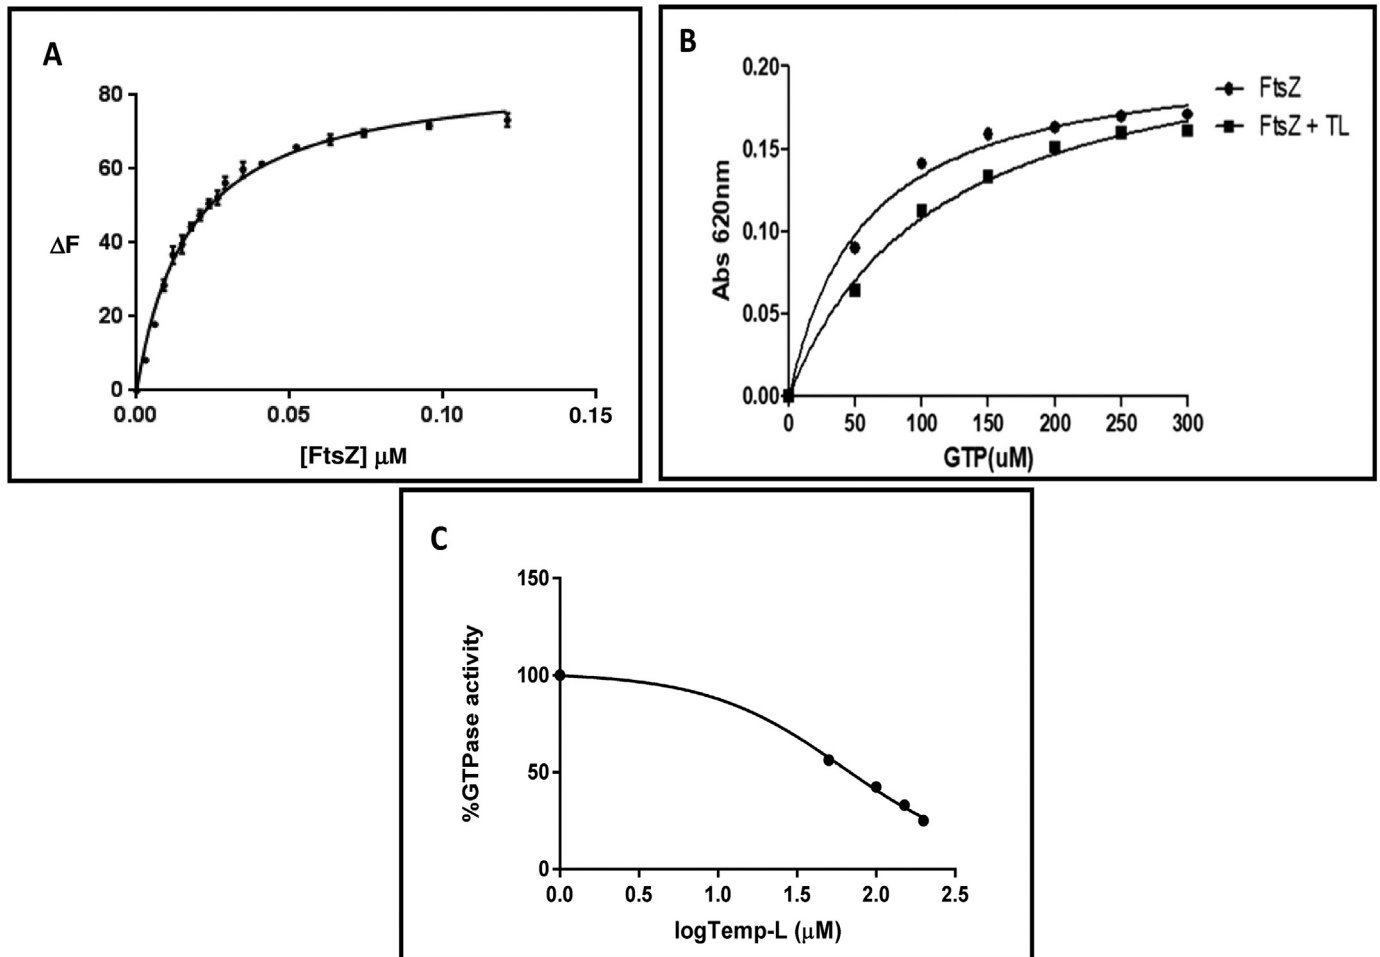 A
80
60
ΔF
40
20
0
0.00 0.05 0.10 0.15
[FtsZ] μM
B
0.20
FtsZ
FtsZ + TL
0.15
Abs 620nm
0.10
0.05
0.00
0 50 100 150 200 250 300
GTP(uM)
C
150
100
%GTPase activity
50
0
0.0 0.5 1.0 1.5 2.0 2.5
logTemp-L (μM)